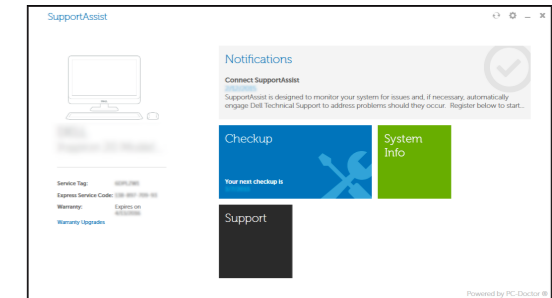 SupportAssist
Notifications
Connect SupportAssist
SupportAssist is designed to monitor your system for issues and, if necessary, automatically
engage Dell Technical Support to address problems should they occur. Register below to start...
Checkup
Your next checkup is
System
Info
Service Tag:
Express Service Code:
Warranty: Expires on
Warranty Upgrades
Support
Powered by PC-Doctor ®